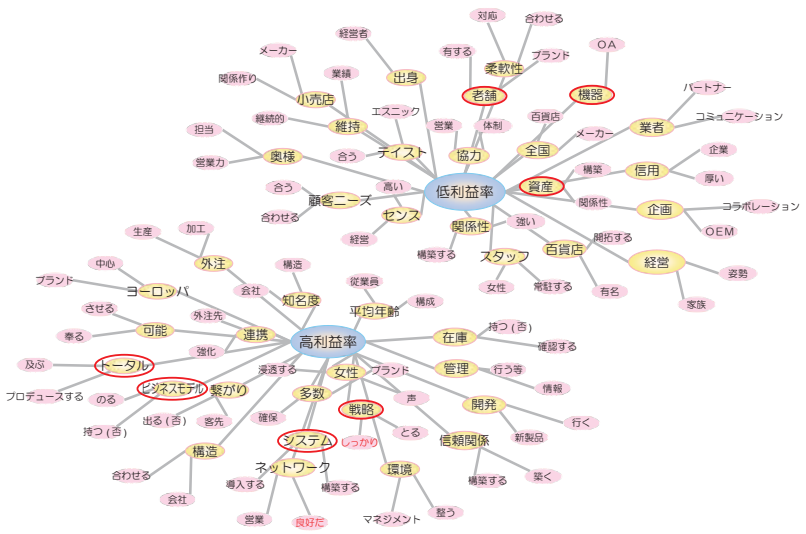 対応
合わせる
経営者
有する
柔軟性
ブランド
OA
メーカー
関係作り
業績
出身
老舗
機器
パートナー
小売店
エスニック
百貨店
コミュニケーション
継続的
維持
営業
体制
全国
メーカー
業者
担当
営業力
奥様
合う
テイスト
協力
企業
構築
信用
厚い
合う
高い
低利益率
資産
顧客ニーズ
関係性
コラボレーション
合わせる
センス
関係性
強い
企画
OEM
経営
構築する
スタッフ
百貨店
開拓する
経営
姿勢
女性
常駐する
有名
家族
生産
加工
中心
外注
構造
ブランド
ヨーロッパ
会社
知名度
従業員
構成
平均年齢
させる
外注先
奉る
可能
連携
高利益率
在庫
持つ(否)
確認する
強化
及ぶ
トータル
浸透する
女性
ブランド
管理
行う等
情報
プロデュースする
のる
ビジネスモデル
繋がり
多数
声
開発
行く
戦略
持つ(否)
出る(否)
客先
確保
しっかり
とる
新製品
システム
信頼関係
構造
ネットワーク
環境
合わせる
導入する
構築する
構築する
築く
会社
営業
良好だ
マネジメント
整う